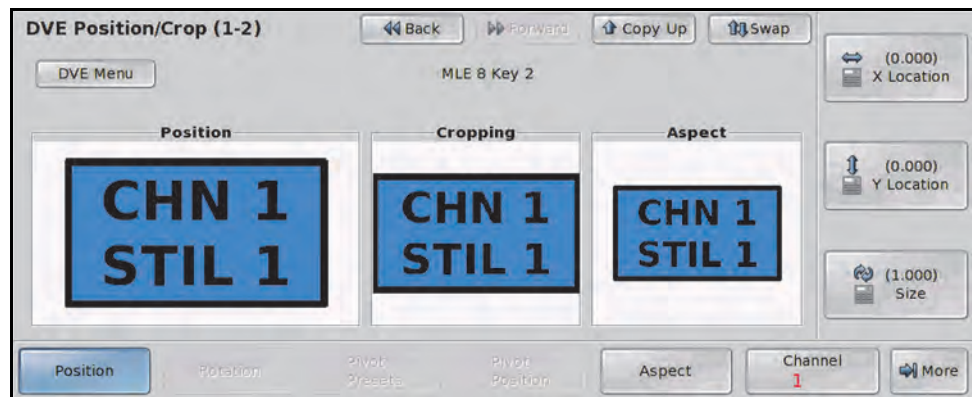 DVE Position/Crop (1-2)
Back
Forward
Copy Up
Swap
DVE Menu
MLE 8 Key 2
(0.000)
X Location
Position
Cropping
Aspect
CHN 1
STIL 1
CHN 1
STIL 1
CHN 1
STIL 1
(0.000)
Y Location
(1.000)
Size
Position
Rotation
Pivot
Presets
Pivot
Position
Aspect
Channel
1
More